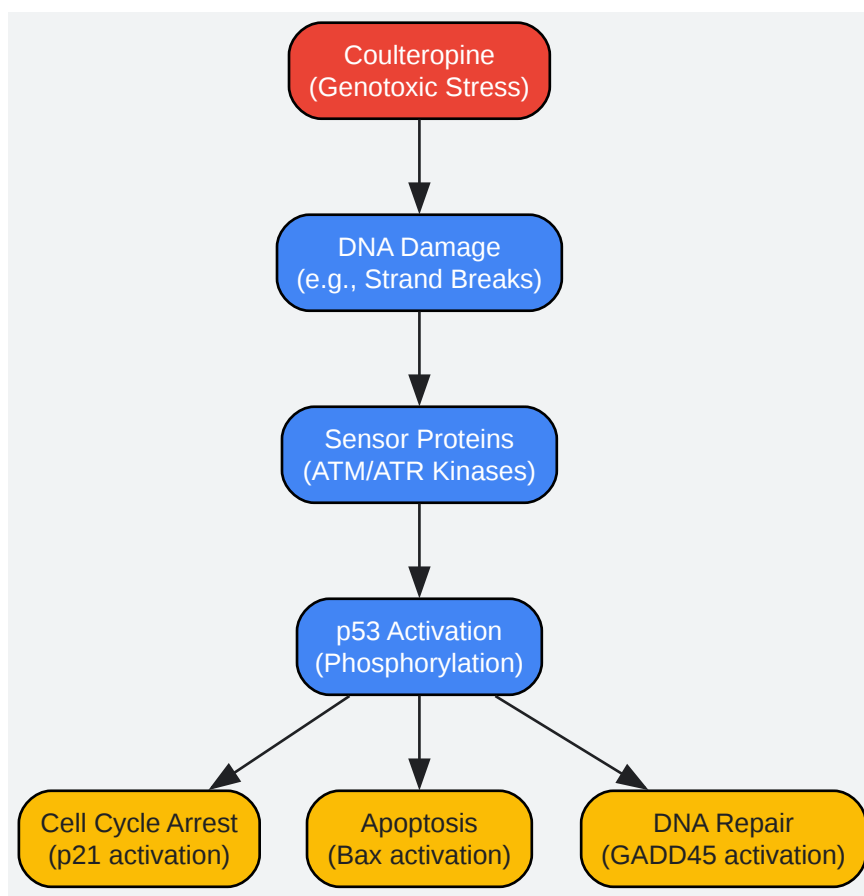 Coulteropine
(Genotoxic Stress)
DNA Damage
(e.g., Strand Breaks)
Sensor Proteins
(ATM/ATR Kinases)
p53 Activation
(Phosphorylation)
Cell Cycle Arrest
(p21 activation)
Apoptosis
(Bax activation)
DNA Repair
(GADD45 activation)